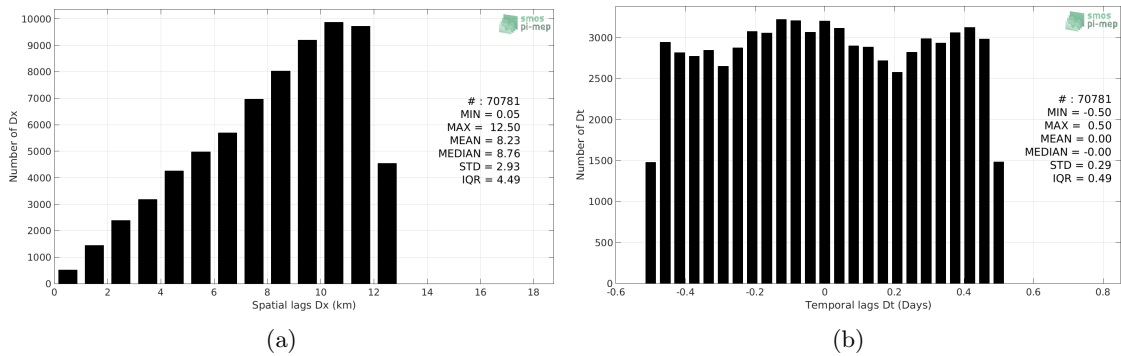 10000
9000
8000
7000
6000
5000
4000
3000
2000
1000
0
Number of Dx
0 2 4 6 8 10 12 14 16 18
Spatial lags Dx (km)
smos
pi-mep
# : 70781
MIN = 0.05
MAX = 12.50
MEAN = 8.23
MEDIAN = 8.76
STD = 2.93
IQR = 4.49
(a)
3000
2500
2000
1500
1000
500
0
Number of Dt
-0.6 -0.4 -0.2 0 0.2 0.4 0.6 0.8
Temporal lags Dt (Days)
smos
pi-mep
# : 70781
MIN = -0.50
MAX = 0.50
MEAN = 0.00
MEDIAN = -0.00
STD = 0.29
IQR = 0.49
(b)